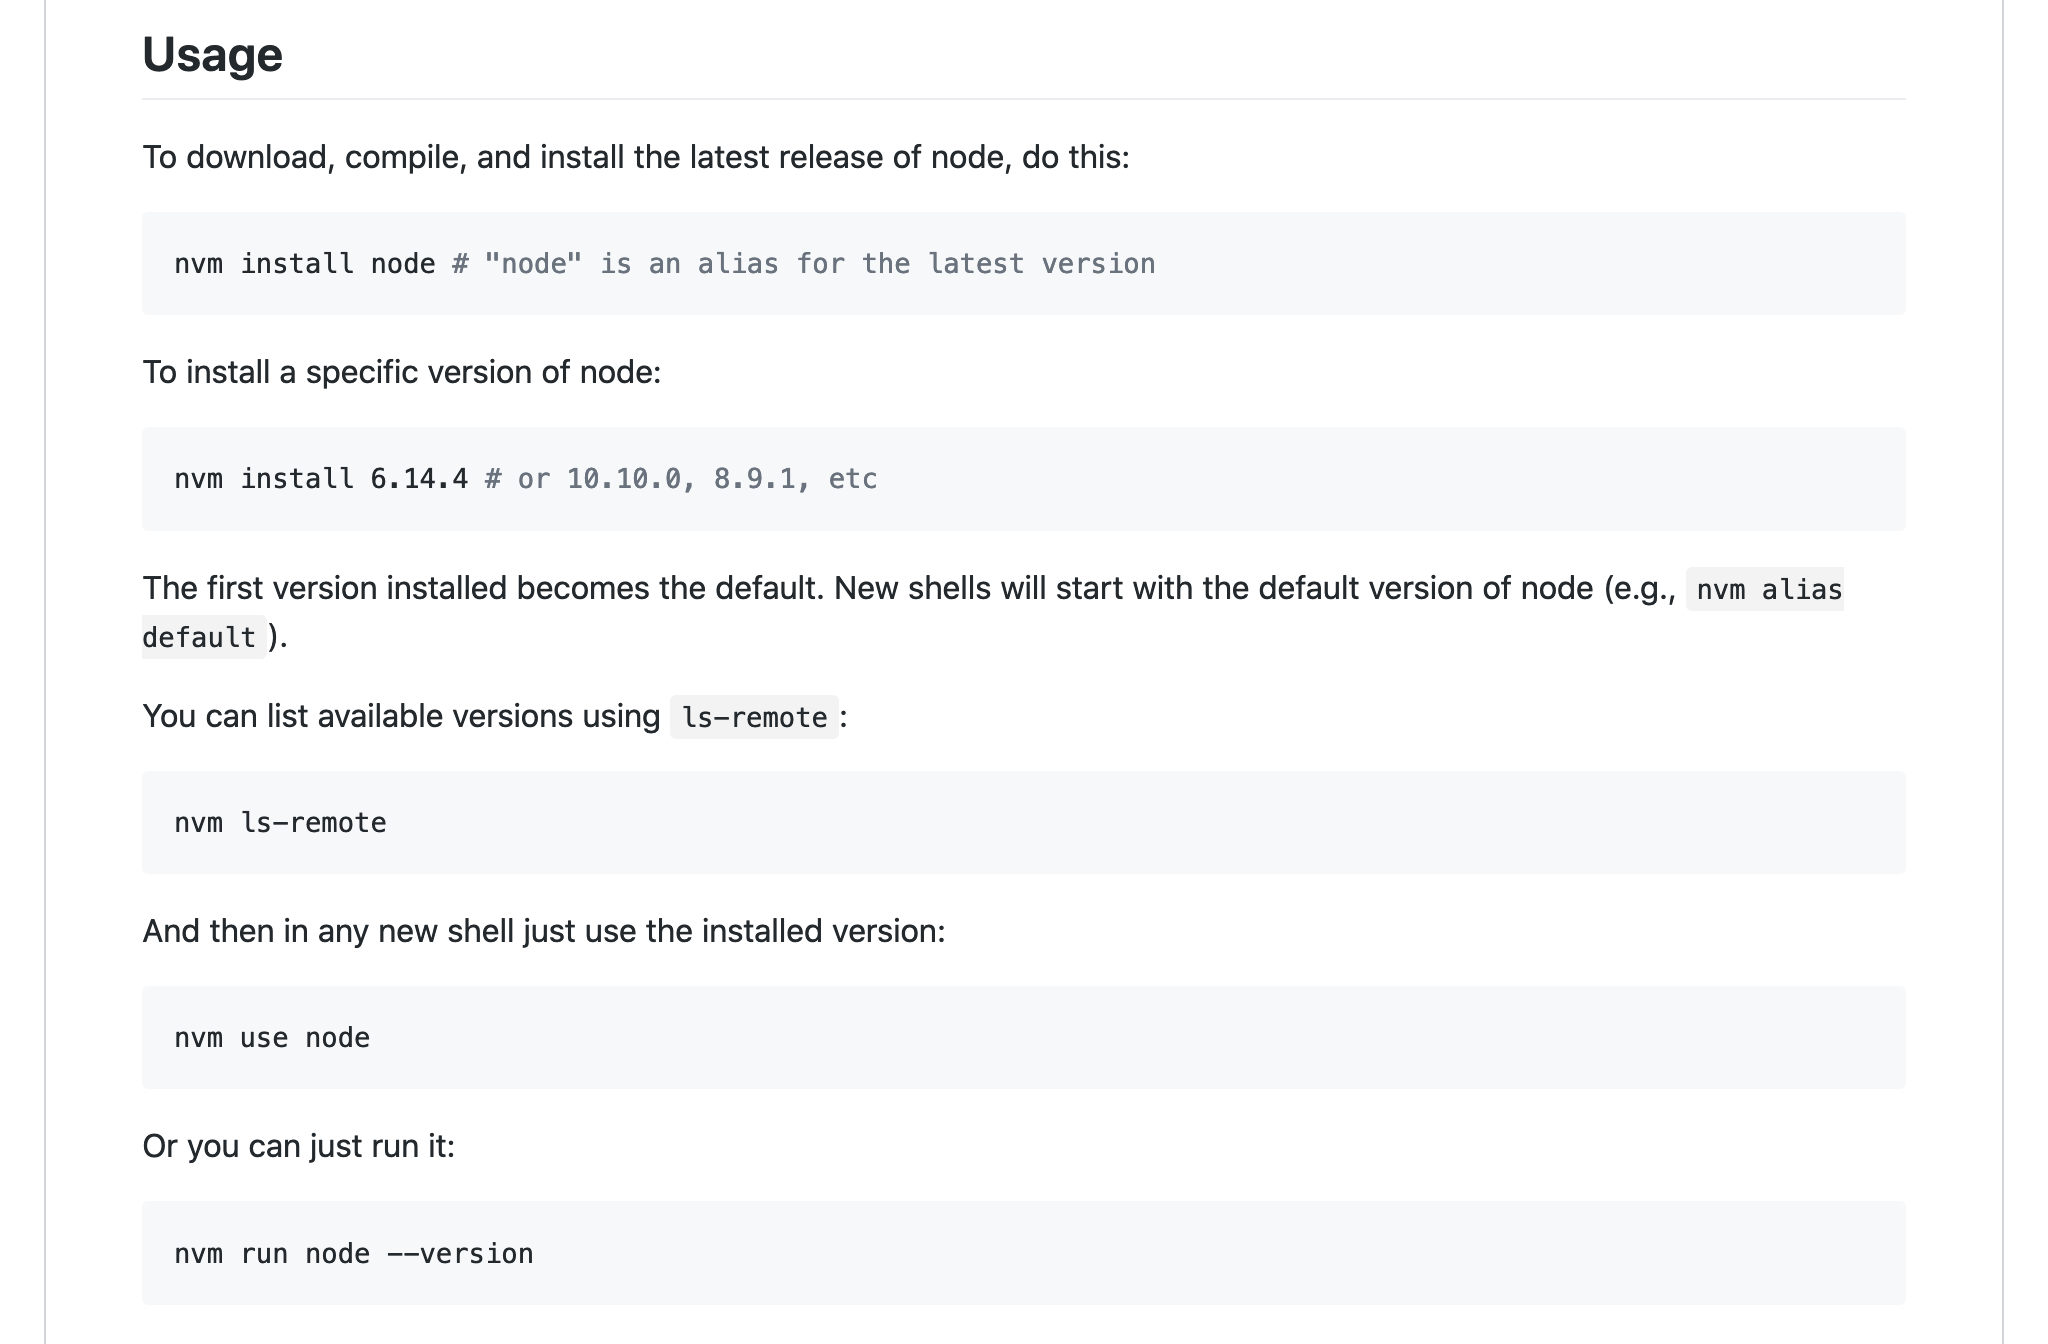 Usage
To download, compile, and install the latest release of node, do this:
nvm install node # "node" is an alias for the latest version
To install a specific version of node:
nvm install 6.14.4 # or 10.10.0, 8.9.1, etc
The first version installed becomes the default. New shells will start with the default version of node (e.g., nvm alias
default ).
You can list available versions using ls-remote :
nvm ls-remote
And then in any new shell just use the installed version:
nvm use node
Or you can just run it:
nvm run node --version